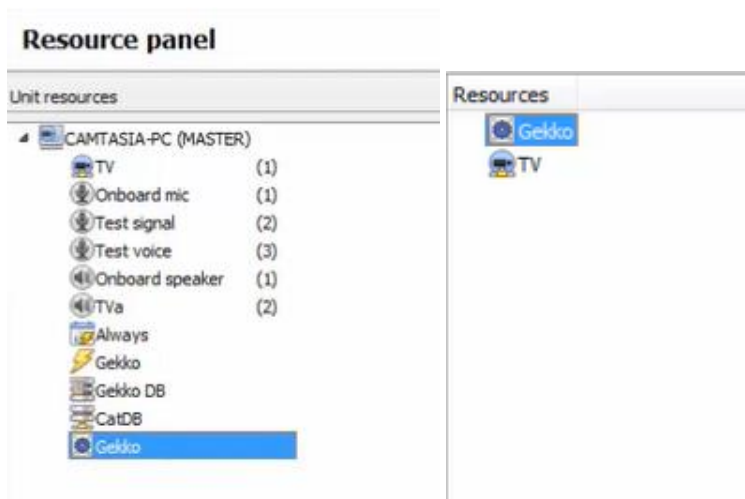 Resource panel
Unit resources
CAMTASIA-PC (MASTER)
TV (1)
Onboard mic (1)
Test signal (2)
Test voice (3)
Onboard speaker (1)
TVa (2)
Always
Gekko
Gekko DB
CatDB
Gekko
Resources
Gekko
TV